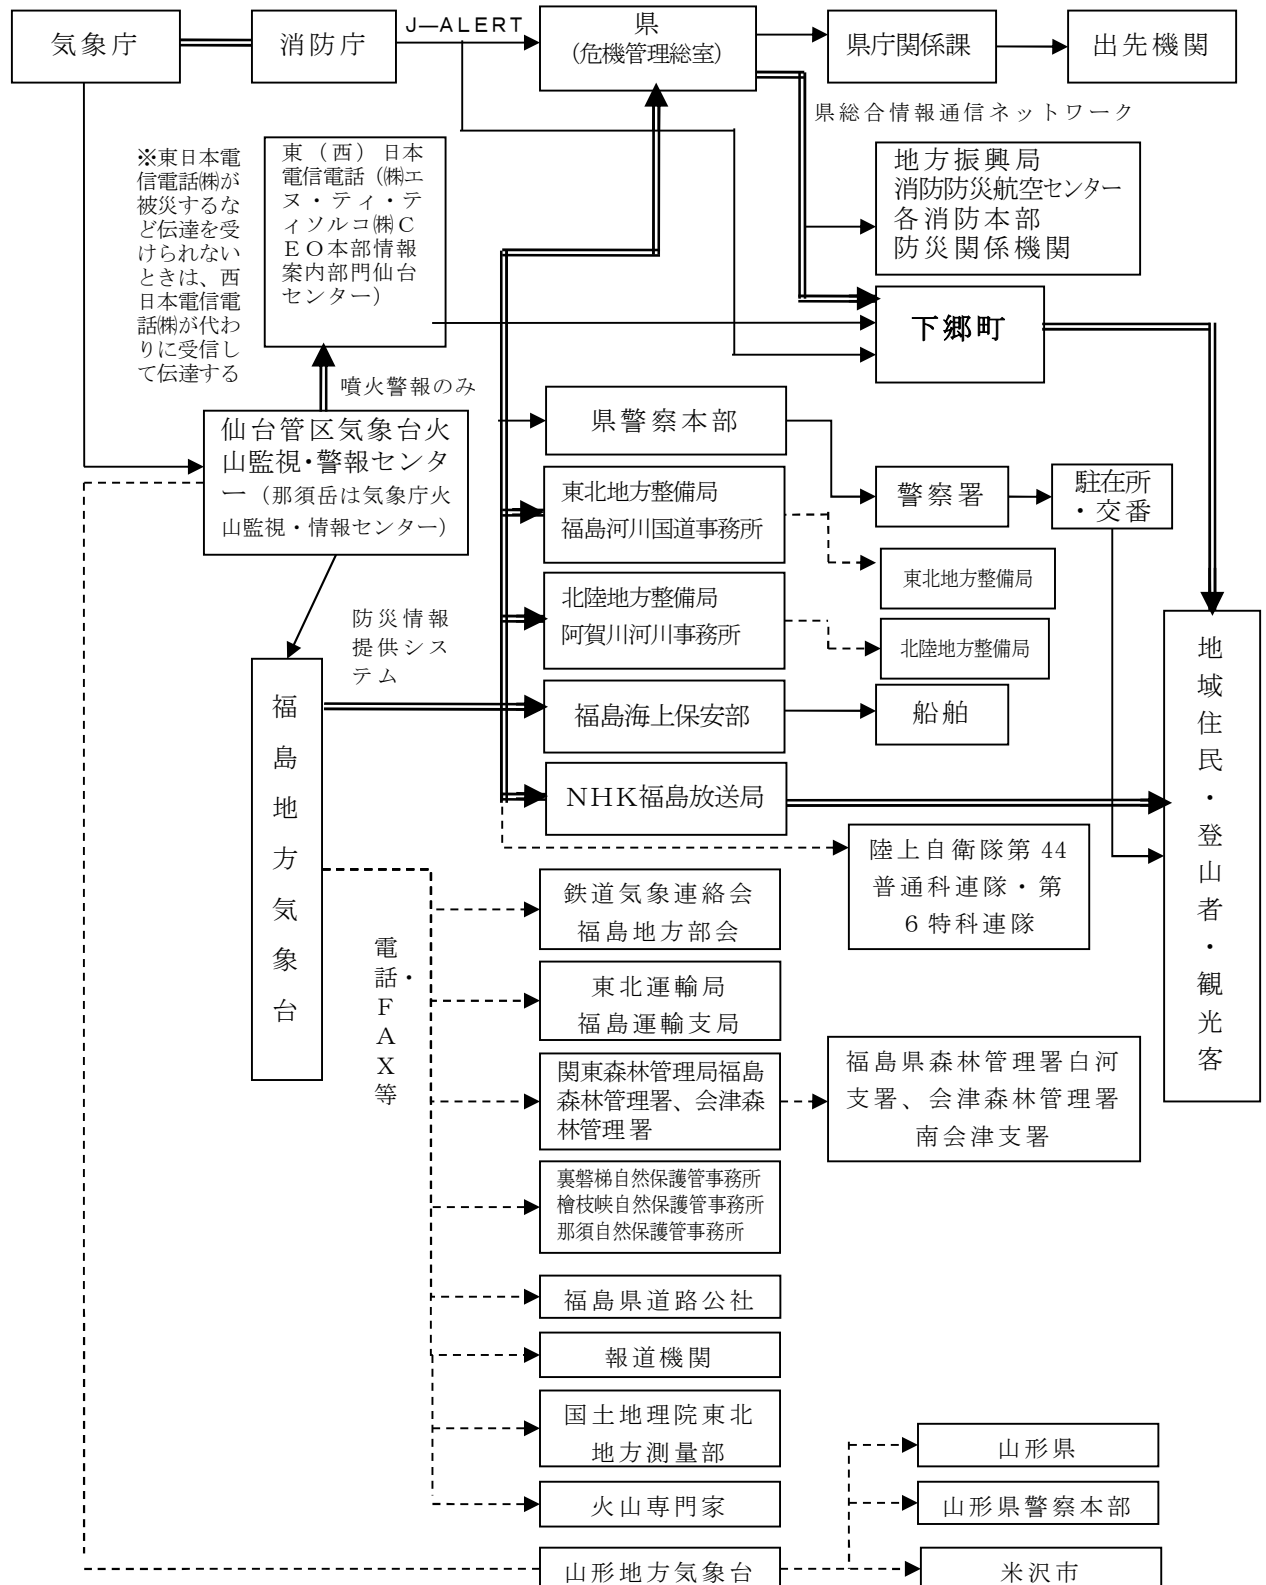 気象庁
消防庁
J―ALERT
県
(危機管理総室)
県庁関係課
出先機関
県総合情報通信ネットワーク
※東日本電
信電話㈱が
被災するな
ど伝達を受
けられない
ときは、西
日本電信電
話㈱が代わ
りに受信し
て伝達する
東（西）日本
電信電話（㈱エ
ヌ・ティ・テ
ィソルコ㈱C
EO本部情報
案内部門仙台
センター）
地方振興局
消防防災航空センター
各消防本部
防災関係機関
下郷町
噴火警報のみ
仙台管区気象台火
山監視・警報センタ
ー（那須岳は気象庁火
山監視・情報センター）
県警察本部
東北地方整備局
福島河川国道事務所
警察署
駐在所
・交番
東北地方整備局
北陸地方整備局
阿賀川河川事務所
北陸地方整備局
防災情報
提供シス
テム
福島海上保安部
船舶
福島地方気象台
NHK福島放送局
地域住民・登山者・観光客
陸上自衛隊第 44
普通科連隊・第
6 特科連隊
電話・FAX等
鉄道気象連絡会
福島地方部会
東北運輸局
福島運輸支局
関東森林管理局福島
森林管理署、会津森
林管理署
福島県森林管理署白河
支署、会津森林管理署
南会津支署
裏磐梯自然保護管事務所
檜枝峡自然保護管事務所
那須自然保護管事務所
福島県道路公社
報道機関
国土地理院東北
地方測量部
火山専門家
山形地方気象台
山形県
山形県警察本部
米沢市